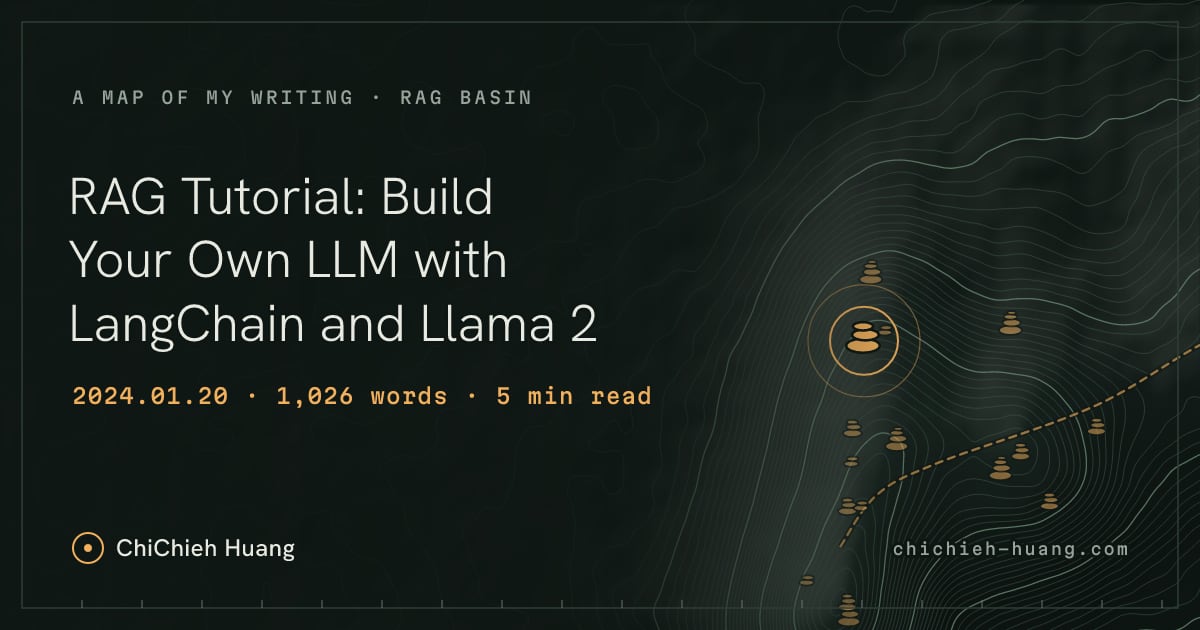 A MAP OF MY WRITING · RAG BASIN
RAG Tutorial: Build
Your Own LLM with
LangChain and Llama 2
2024.01.20 · 1,026 words · 5 min read
ChiChieh Huang
chichieh-huang.com